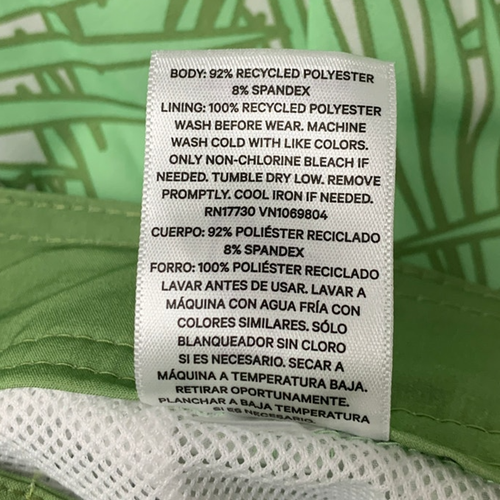 BODY: 92% RECYCLED POLYESTER
8% SPANDEX
LINING: 100% RECYCLED POLYESTER
WASH BEFORE WEAR. MACHINE
WASH COLD WITH LIKE COLORS.
ONLY NON-CHLORINE BLEACH IF
NEEDED. TUMBLE DRY LOW. REMOVE
PROMPTLY. COOL IRON IF NEEDED.
RN17730 VN1069804
CUERPO: 92% POLIÉSTER RECICLADO
8% SPANDEX
FORRO: 100% POLIÉSTER RECICLADO
LAVAR ANTES DE USAR. LAVAR A
MÁQUINA CON AGUA FRÍA CON
COLORES SIMILARES. SÓLO
BLANQUEADOR SIN CLORO
SI ES NECESARIO. SECAR A
MÁQUINA A TEMPERATURA BAJA.
RETIRAR OPORTUNAMENTE.
PLANCHAR A BAJA TEMPERATURA
SI ES NECESARIO.